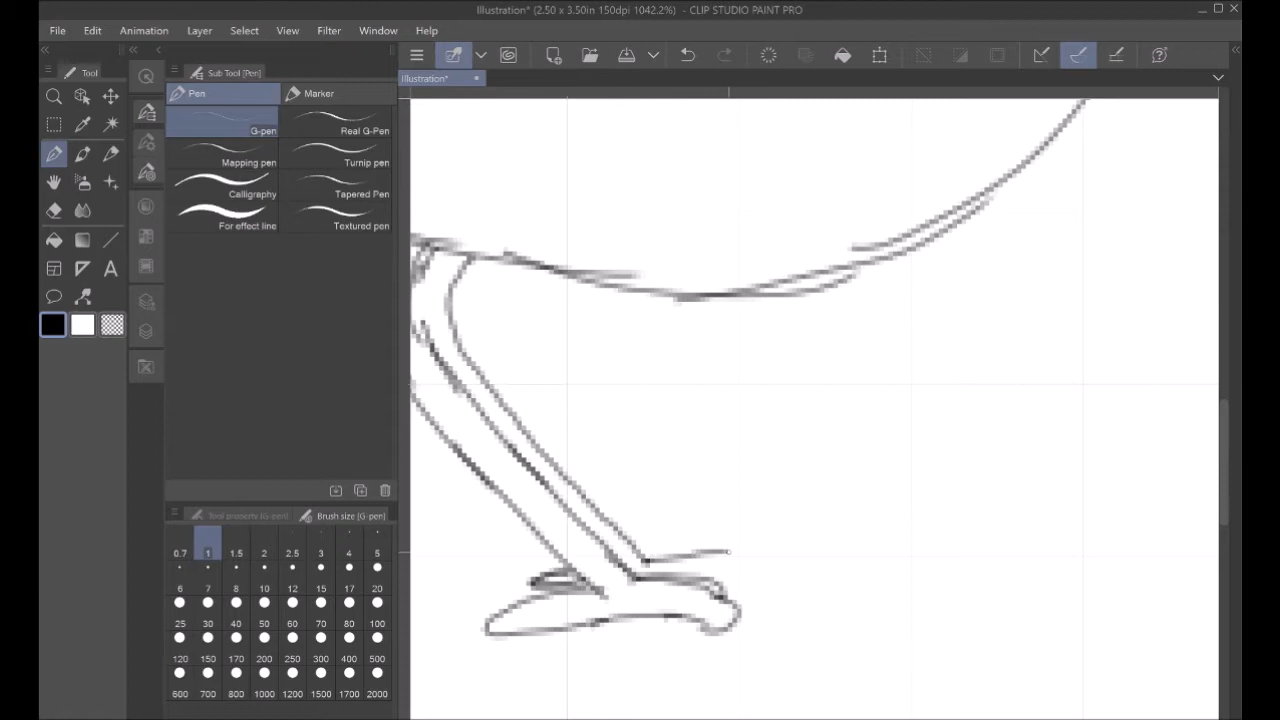 Illustration* (2.50 x 3.50in 150dpi 1042.2%) - CLIP STUDIO PAINT PRO
File Edit Animation Layer Select View Filter Window Help
Tool
Sub Tool [Pen]
Illustration*
Pen
Marker
G-pen
Real G-Pen
Mapping pen
Turnip pen
Calligraphy
Tapered Pen
For effect line
Textured pen
Tool property [G-pen]
Brush size [G-pen]
0.7 1 1.5 2 2.5 3 4 5
6 7 8 10 12 15 17 20
25 30 40 50 60 70 80 100
120 150 170 200 250 300 400 500
600 700 800 1000 1200 1500 1700 2000